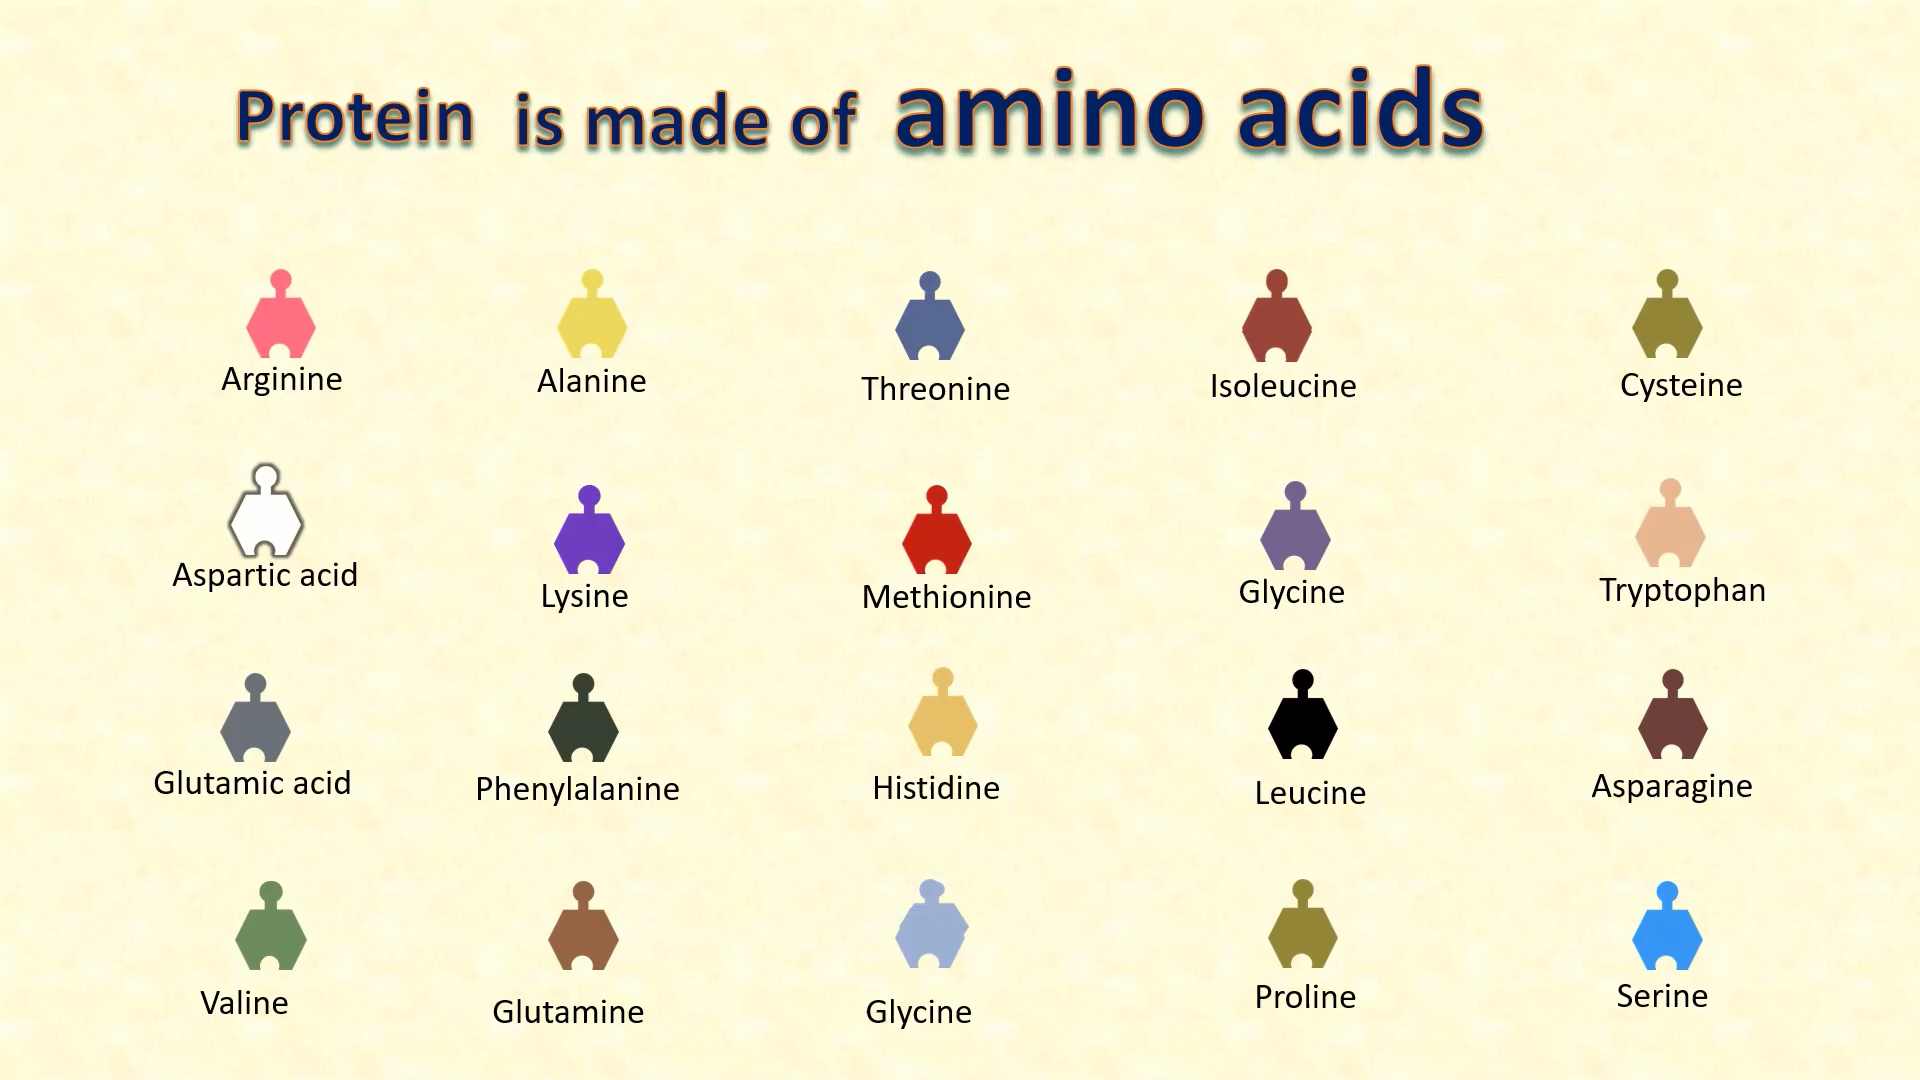 Protein is made of amino acids
Arginine Alanine Threonine Isoleucine Cysteine
Aspartic acid Lysine Methionine Glycine Tryptophan
Glutamic acid Phenylalanine Histidine Leucine Asparagine
Valine Glutamine Glycine Proline Serine